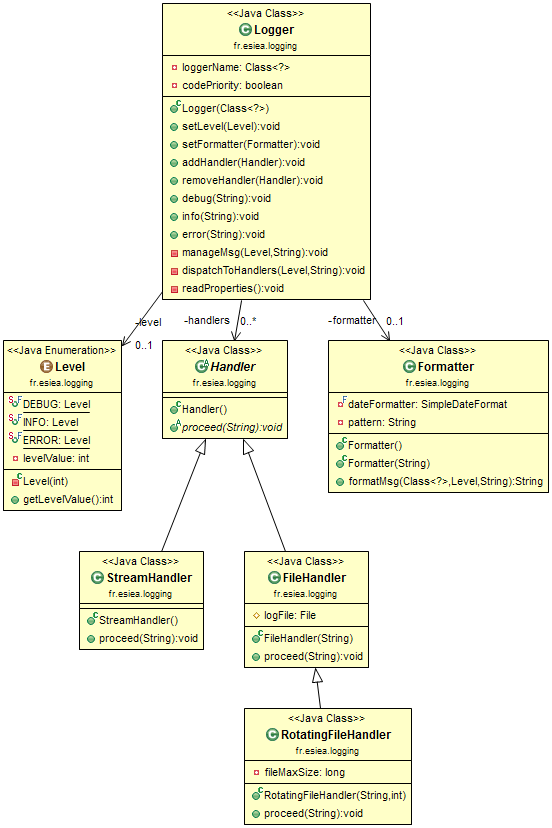 <<Java Class>>
Logger
fr.esiea.logging
loggerName: Class<?>
codePriority: boolean
Logger(Class<?>)
setLevel(Level):void
setFormatter(Formatter):void
addHandler(Handler):void
removeHandler(Handler):void
debug(String):void
info(String):void
error(String):void
manageMsg(Level,String):void
dispatchToHandlers(Level,String):void
readProperties():void
-level
0..1
-handlers
0..*
-formatter
0..1
<<Java Enumeration>>
Level
fr.esiea.logging
DEBUG: Level
INFO: Level
ERROR: Level
levelValue: int
Level(int)
getLevelValue():int
<<Java Class>>
Handler
fr.esiea.logging
Handler()
proceed(String):void
<<Java Class>>
Formatter
fr.esiea.logging
dateFormatter: SimpleDateFormat
pattern: String
Formatter()
Formatter(String)
formatMsg(Class<?>,Level,String):String
<<Java Class>>
StreamHandler
fr.esiea.logging
StreamHandler()
proceed(String):void
<<Java Class>>
FileHandler
fr.esiea.logging
logFile: File
FileHandler(String)
proceed(String):void
<<Java Class>>
RotatingFileHandler
fr.esiea.logging
fileMaxSize: long
RotatingFileHandler(String,int)
proceed(String):void